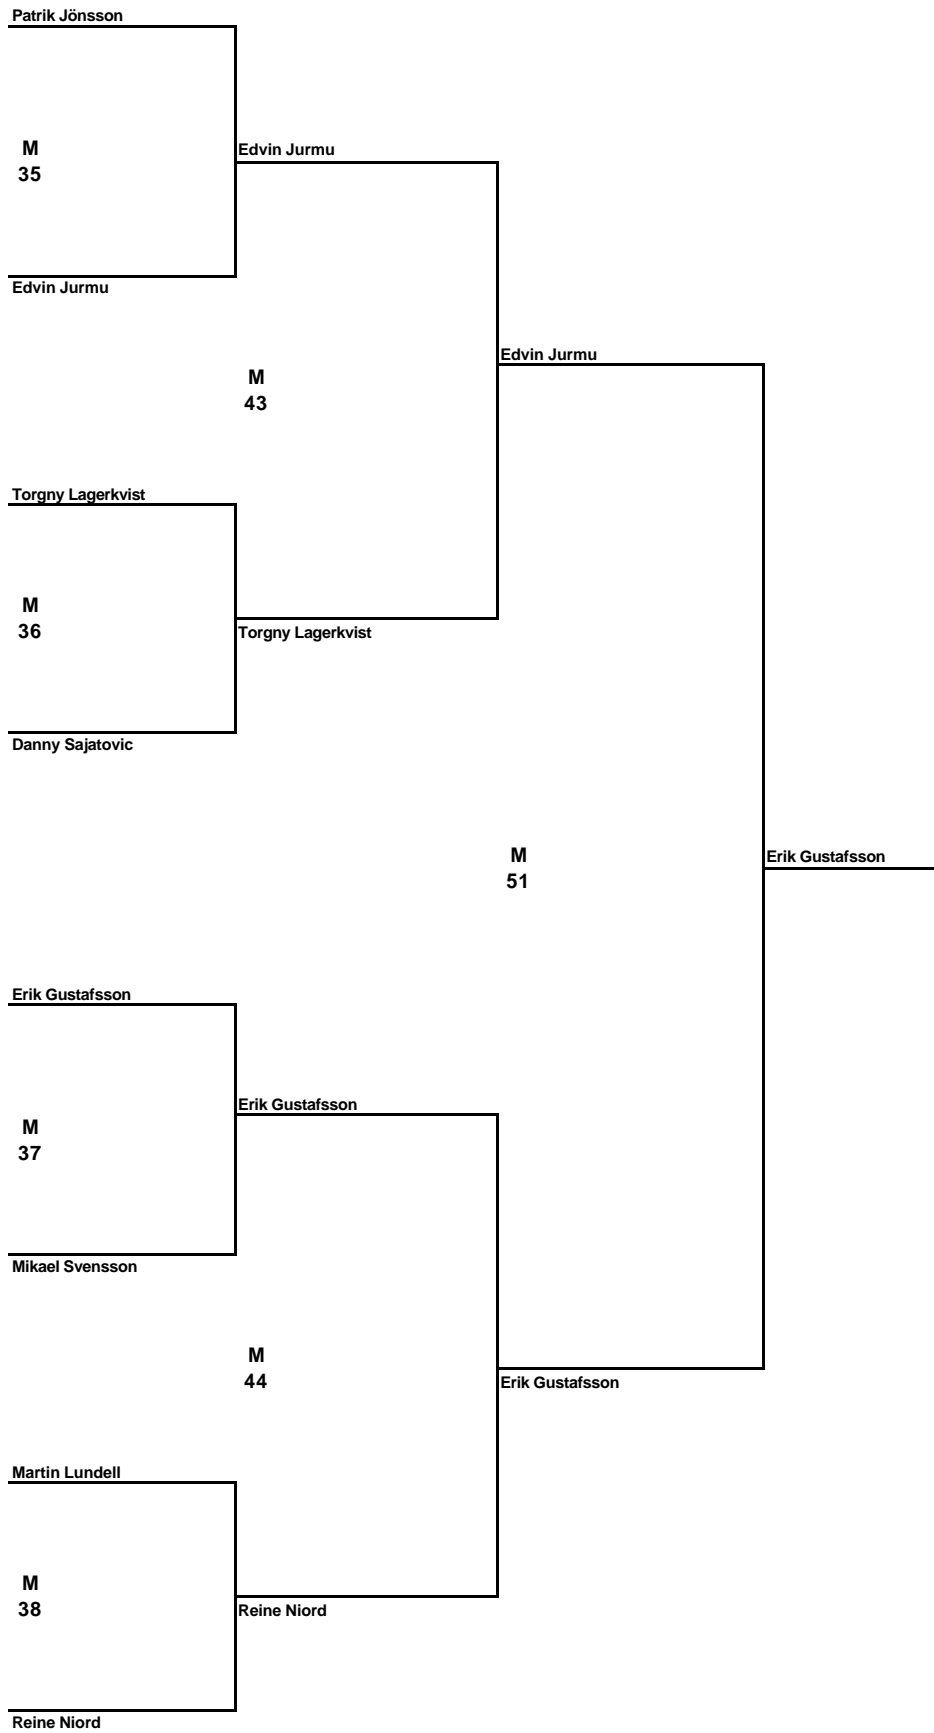 Patrik Jönsson
M
35
Edvin Jurmu
Edvin Jurmu
M
43
Edvin Jurmu
Torgny Lagerkvist
M
36
Torgny Lagerkvist
Danny Sajatovic
M
51
Erik Gustafsson
Erik Gustafsson
Erik Gustafsson
M
37
Mikael Svensson
M
44
Erik Gustafsson
Martin Lundell
M
38
Reine Niord
Reine Niord